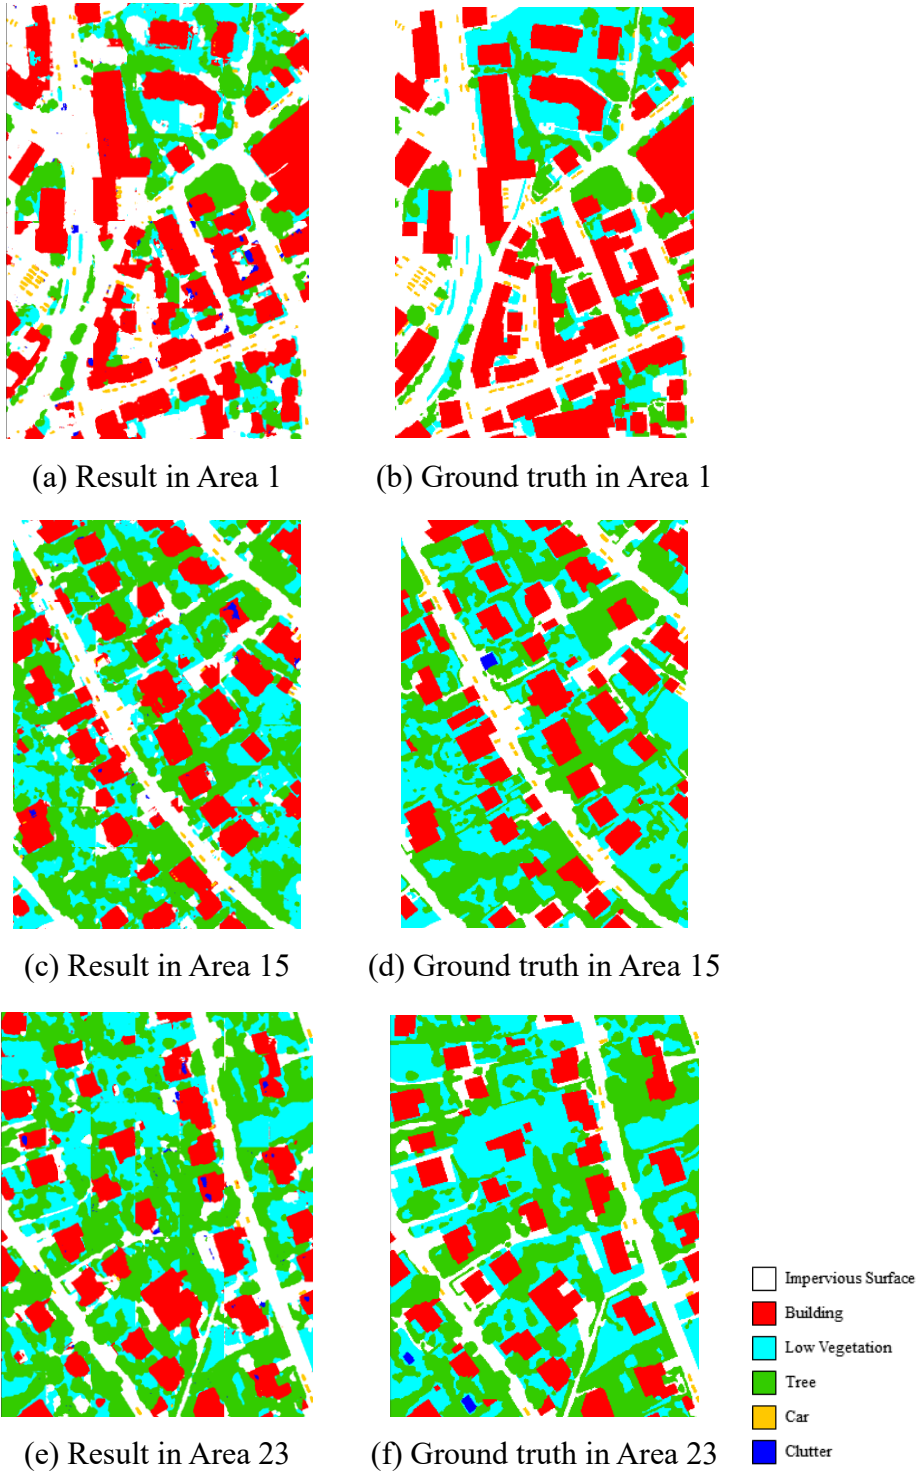 (a) Result in Area 1
(b) Ground truth in Area 1
(c) Result in Area 15
(d) Ground truth in Area 15
(e) Result in Area 23
(f) Ground truth in Area 23
Impervious Surface
Building
Low Vegetation
Tree
Car
Clutter